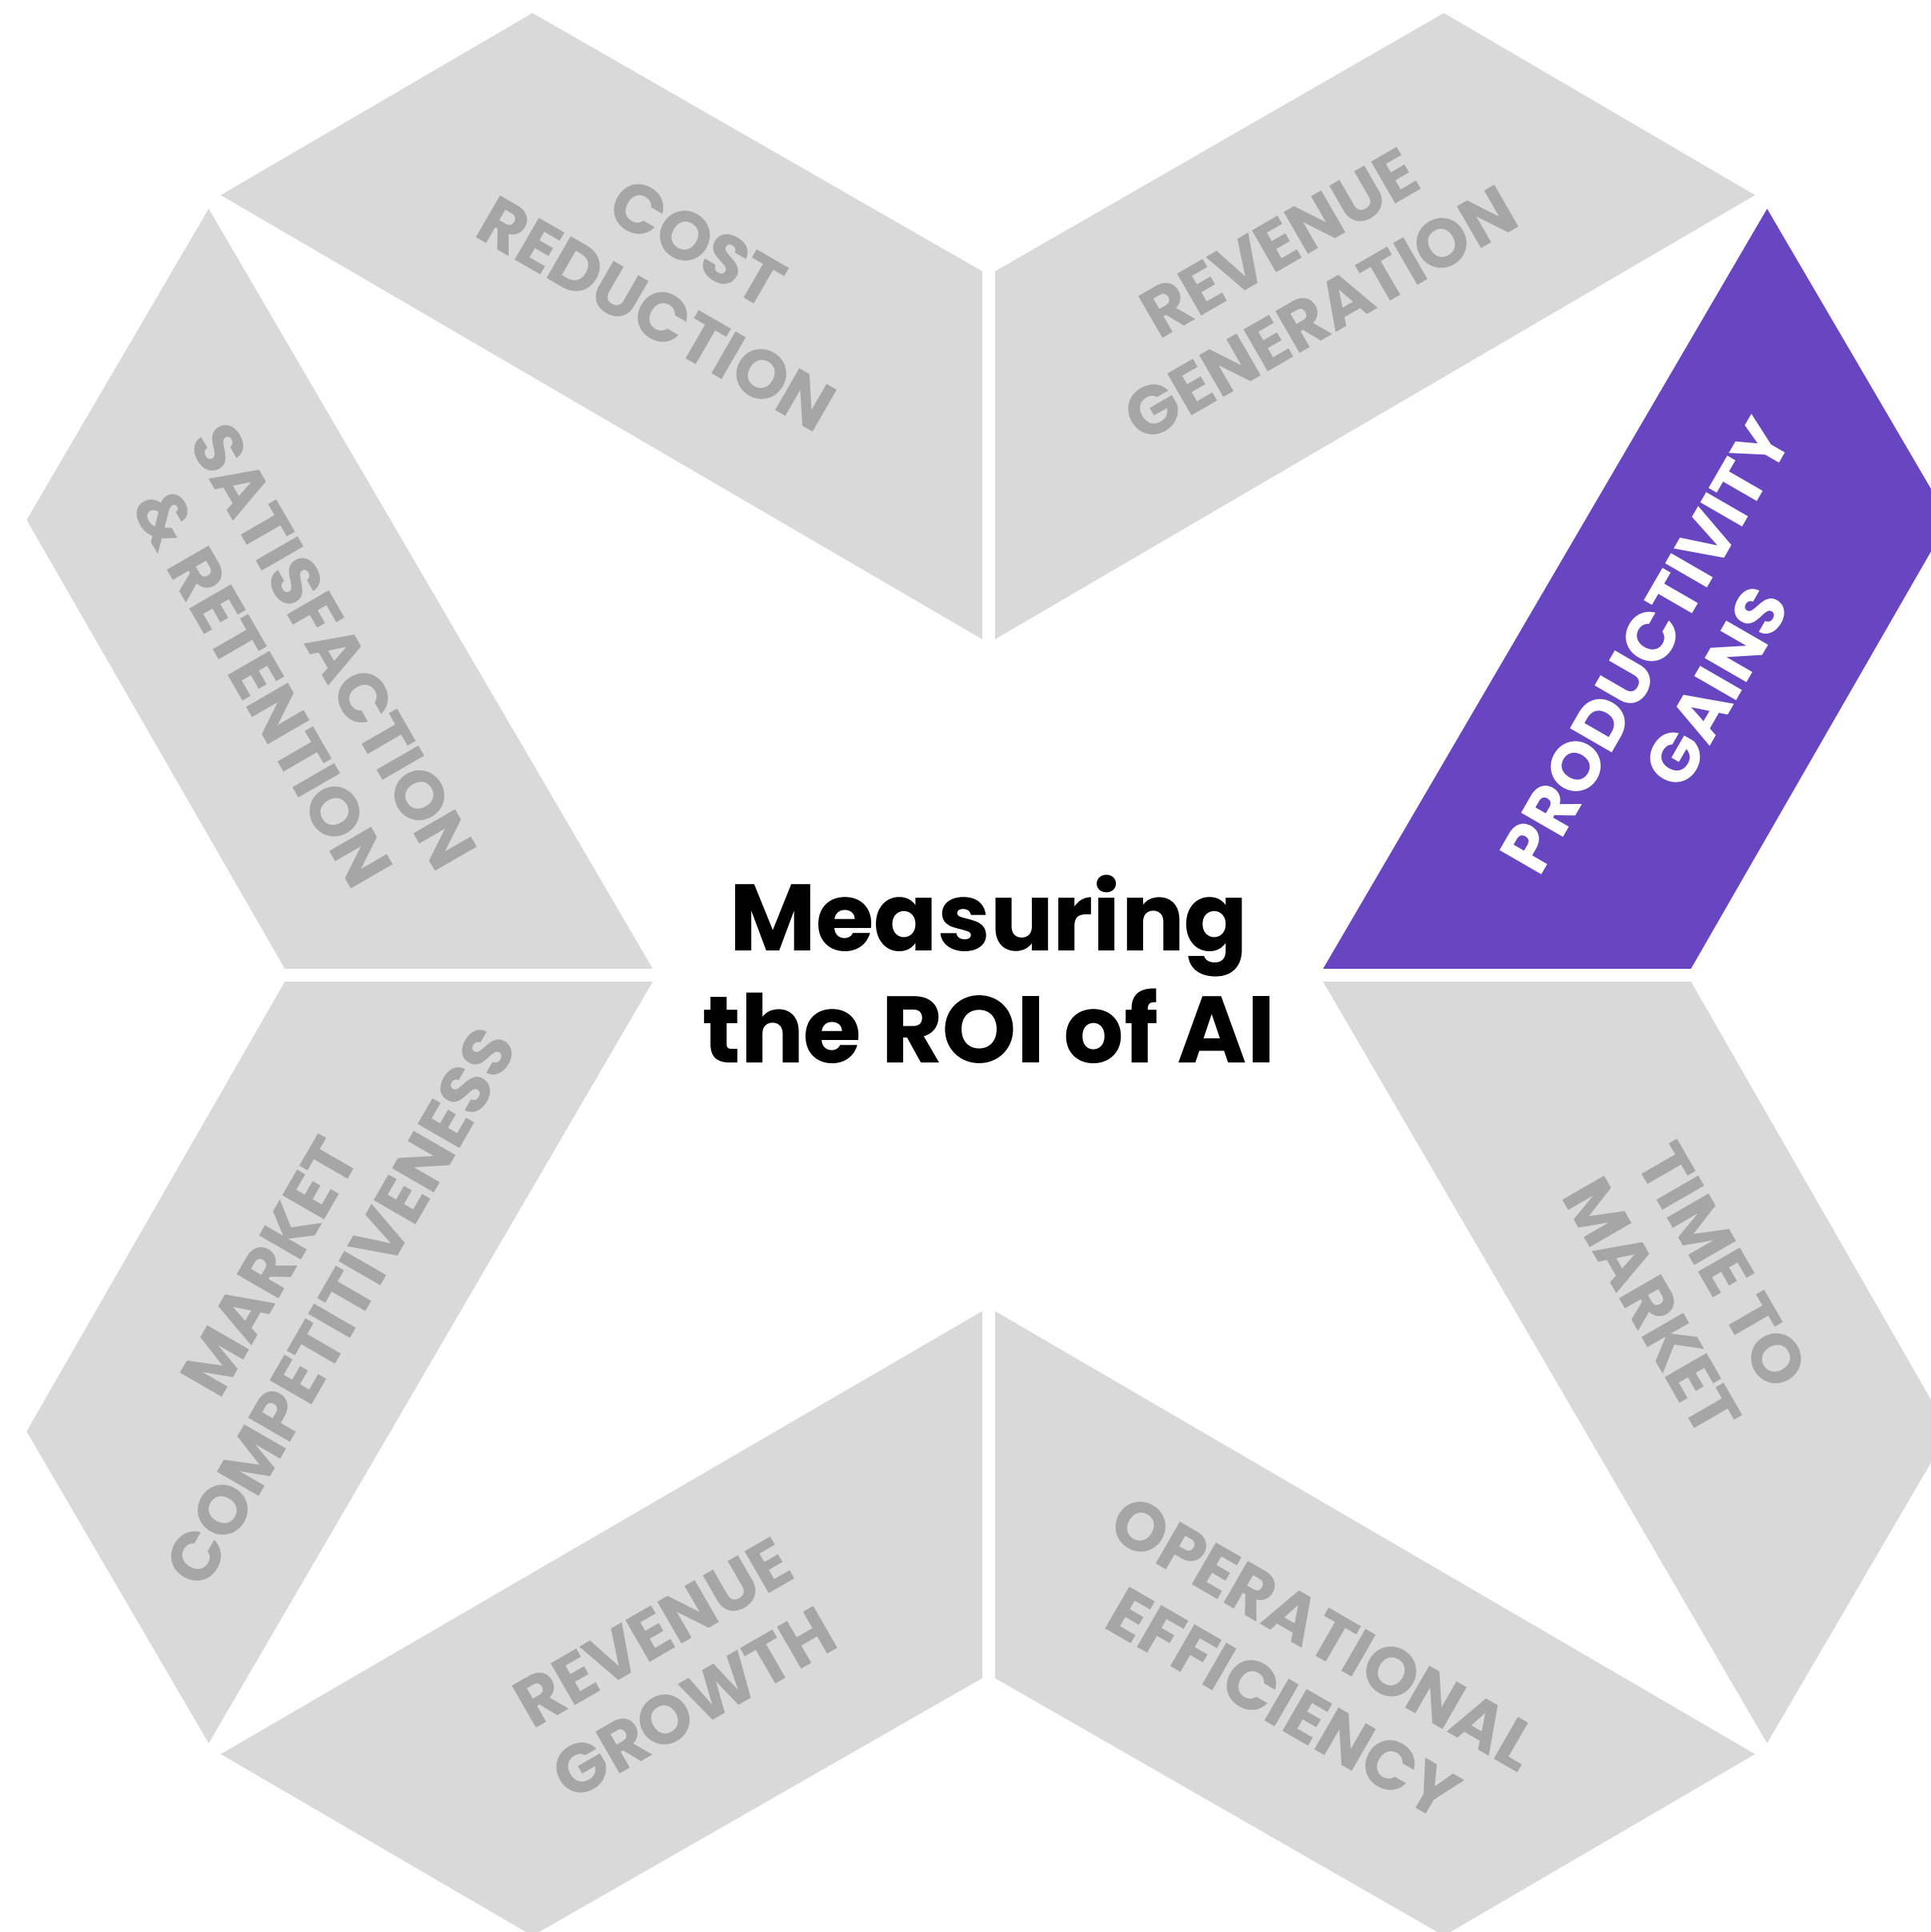 Measuring
the ROI of AI
REVENUE
GENERATION
PRODUCTIVITY
GAINS
TIME TO
MARKET
OPERATIONAL
EFFICIENCY
REVENUE
GROWTH
MARKET
COMPETITIVENESS
SATISFACTION
& RETENTION
COST
REDUCTION